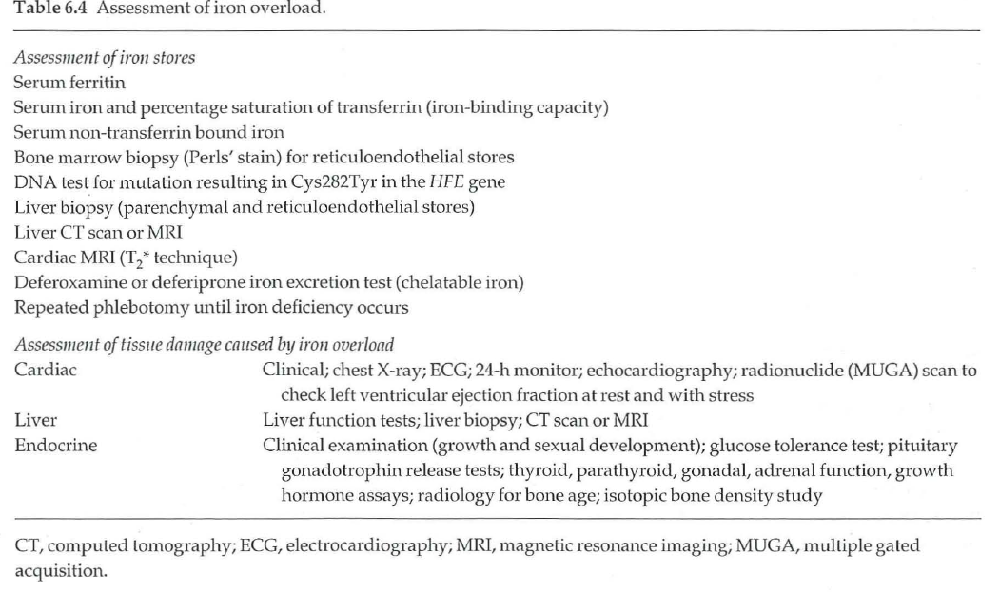 Table 6.4 Assessment of iron overload.
Assessment of iron stores
Serum ferritin
Serum iron and percentage saturation of transferrin (iron-binding capacity)
Serum non-transferrin bound iron
Bone marrow biopsy (Perls' stain) for reticuloendothelial stores
DNA test for mutation resulting in Cys282Tyr in the HFE gene
Liver biopsy (parenchymal and reticuloendothelial stores)
Liver CT scan or MRI
Cardiac MRI (T₂* technique)
Deferoxamine or deferiprone iron excretion test (chelatable iron)
Repeated phlebotomy until iron deficiency occurs
Assessment of tissue damage caused by iron overload
Cardiac Clinical; chest X-ray; ECG; 24-h monitor; echocardiography; radionuclide (MUGA) scan to
check left ventricular ejection fraction at rest and with stress
Liver Liver function tests; liver biopsy; CT scan or MRI
Endocrine Clinical examination (growth and sexual development); glucose tolerance test; pituitary
gonadotrophin release tests; thyroid, parathyroid, gonadal, adrenal function, growth
hormone assays; radiology for bone age; isotopic bone density study
CT, computed tomography; ECG, electrocardiography; MRI, magnetic resonance imaging; MUGA, multiple gated
acquisition.